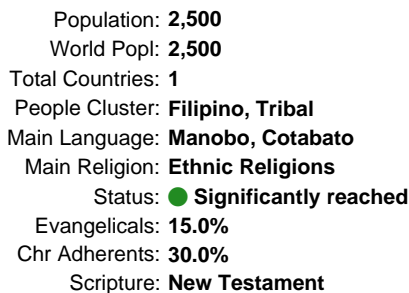 Population: 2,500
World Popl: 2,500
Total Countries: 1
People Cluster: Filipino, Tribal
Main Language: Manobo, Cotabato
Main Religion: Ethnic Religions
Status: Significantly reached
Evangelicals: 15.0%
Chr Adherents: 30.0%
Scripture: New Testament